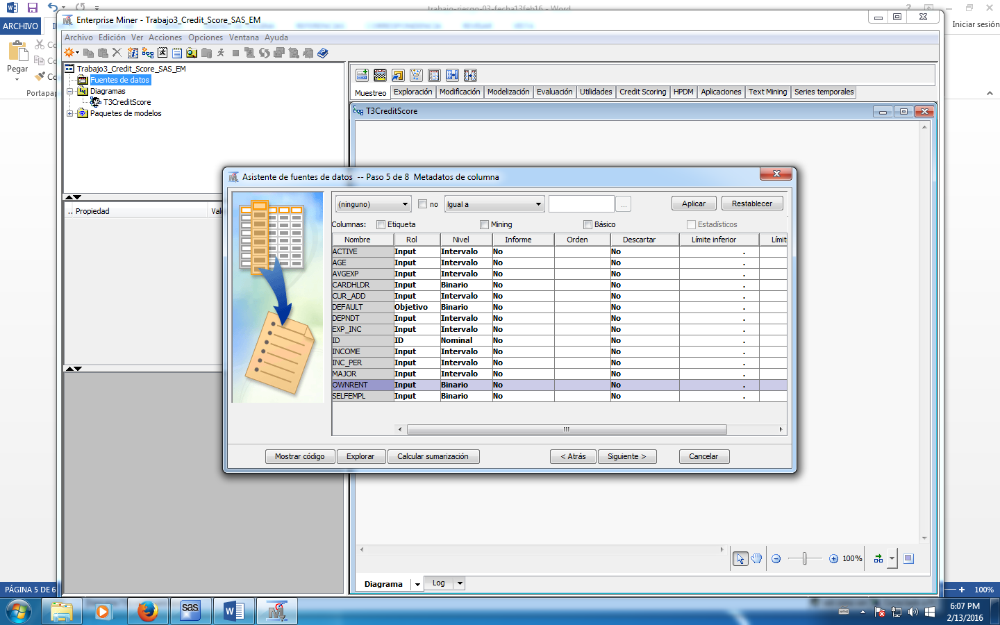 trabajo-riesgo-03-fecha13feb16 - Word
ARCHIVO
Iniciar sesión
Pegar
Co
Co
Portapap
Enterprise Miner - Trabajo3_Credit_Score_SAS_EM
Archivo Edición Ver Acciones Opciones Ventana Ayuda
Trabajo3_Credit_Score_SAS_EM
Fuentes de datos
Diagramas
T3CreditScore
Paquetes de modelos
.. Propiedad Val
Muestreo Exploración Modificación Modelización Evaluación Utilidades Credit Scoring HPDM Aplicaciones Text Mining Series temporales
T3CreditScore
Asistente de fuentes de datos -- Paso 5 de 8 Metadatos de columna
(ninguno) no Igual a ... Aplicar Restablecer
Columnas: Etiqueta Mining Básico Estadísticos
Nombre Rol Nivel Informe Orden Descartar Límite inferior Límit
ACTIVE Input Intervalo No No .
AGE Input Intervalo No No .
AVGEXP Input Intervalo No No .
CARDHLDR Input Binario No No .
CUR_ADD Input Intervalo No No .
DEFAULT Objetivo Binario No No .
DEPNDT Input Intervalo No No .
EXP_INC Input Intervalo No No .
ID ID Nominal No No .
INCOME Input Intervalo No No .
INC_PER Input Intervalo No No .
MAJOR Input Intervalo No No .
OWNRENT Input Binario No No .
SELFEMPL Input Binario No No .
Mostrar código Explorar Calcular sumarización < Atrás Siguiente > Cancelar
100%
Diagrama Log
PÁGINA 5 DE 6
100%
sas
6:07 PM
2/13/2016